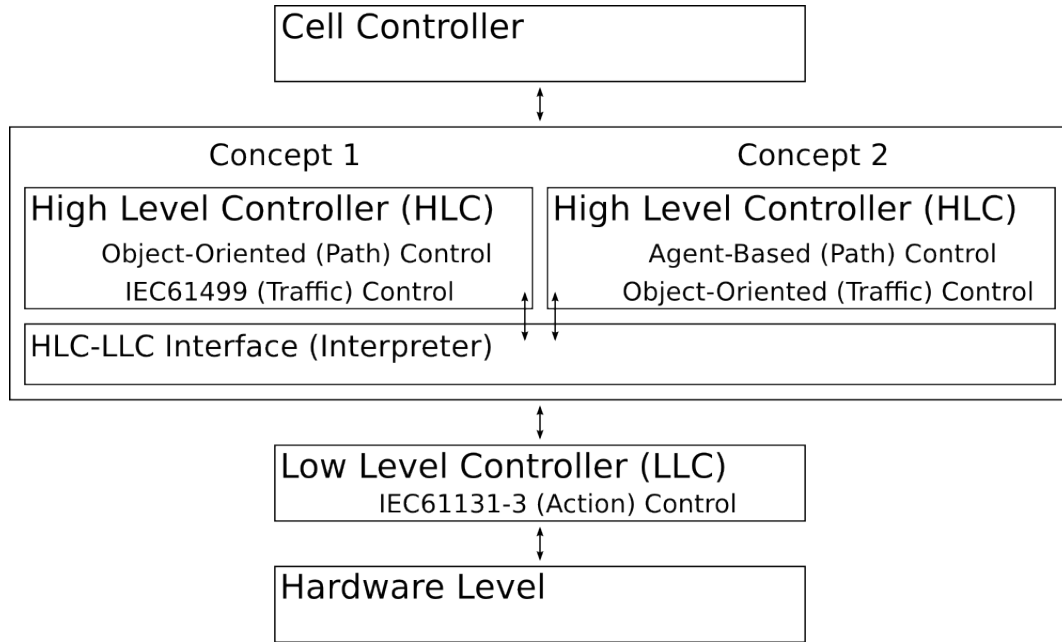 Cell Controller
Concept 1
Concept 2
High Level Controller (HLC)
Object-Oriented (Path) Control
IEC61499 (Traffic) Control
High Level Controller (HLC)
Agent-Based (Path) Control
Object-Oriented (Traffic) Control
HLC-LLC Interface (Interpreter)
Low Level Controller (LLC)
IEC61131-3 (Action) Control
Hardware Level